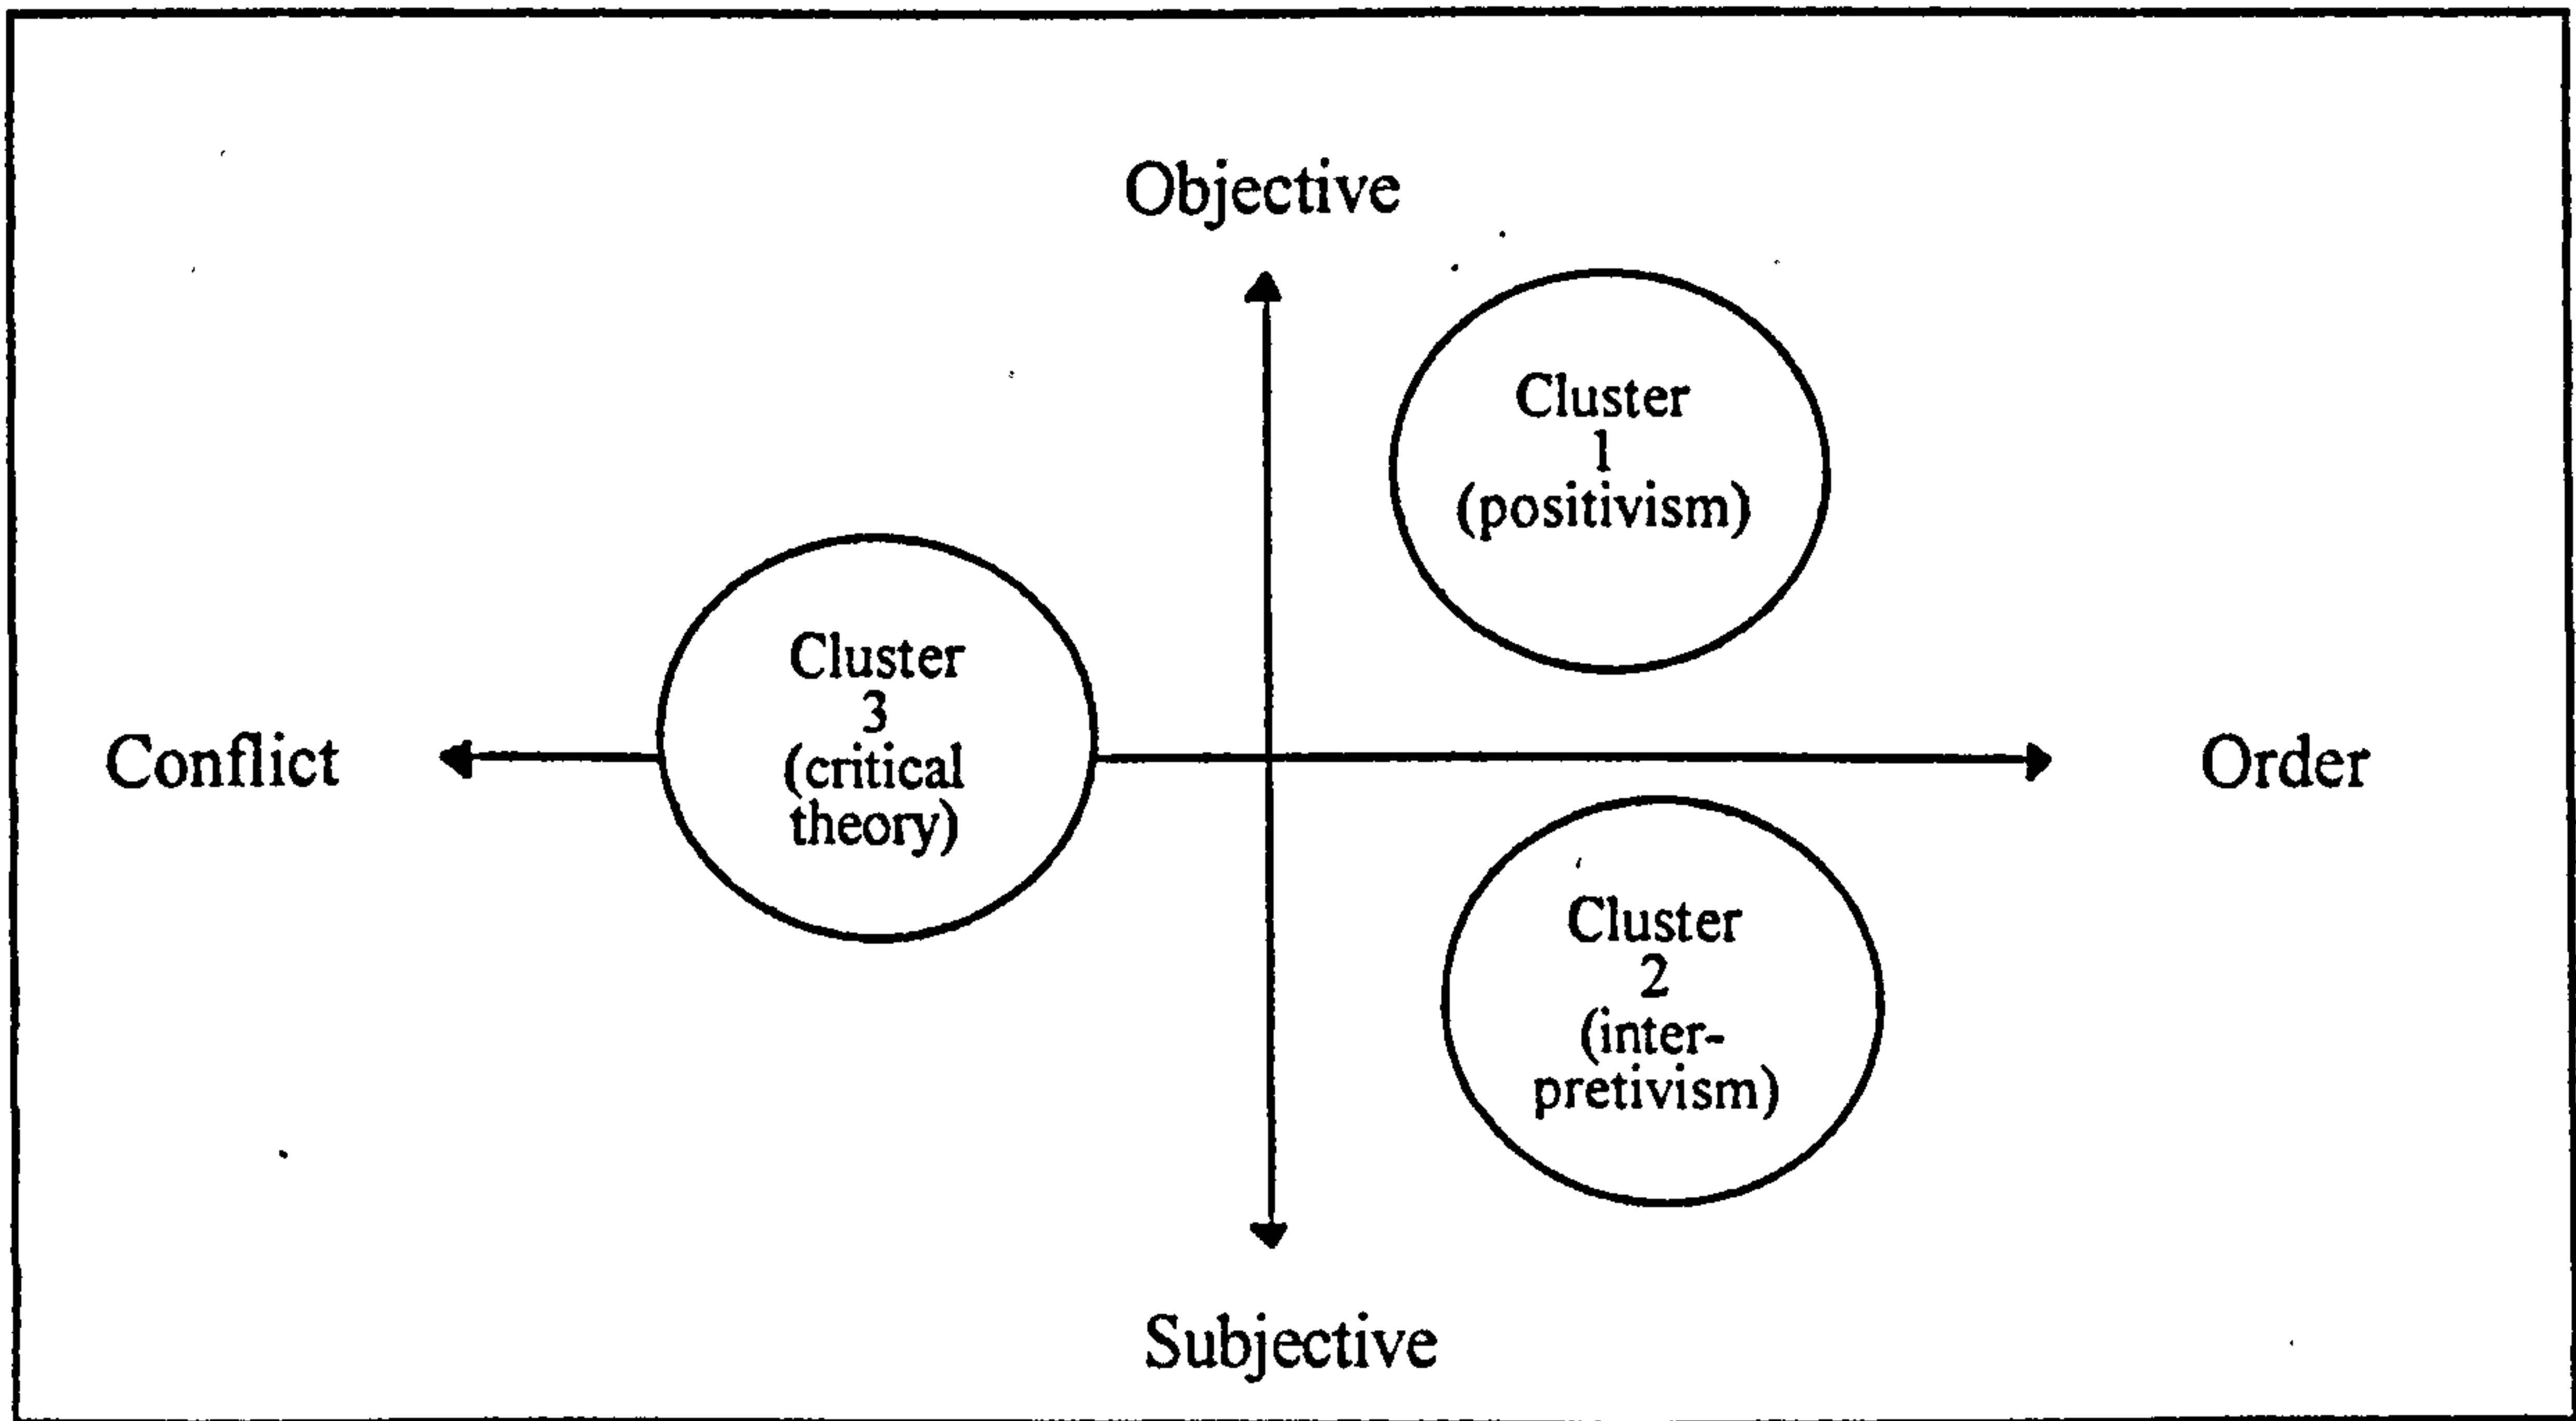 Objective
Cluster
1
(positivism)
Cluster
3
(critical
theory)
Conflict
Order
Cluster
2
(inter-
pretivism)
Subjective